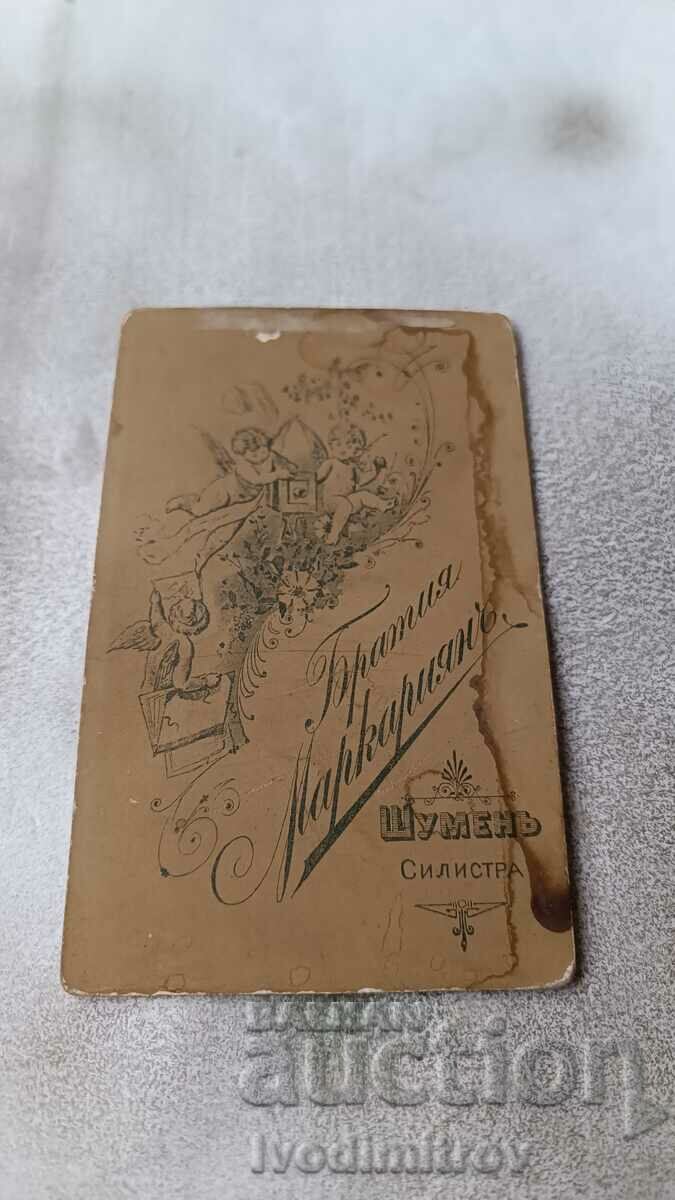 Братия
Маркариянъ
Шуменъ
Силистра
BALKAN
auction
Ivodimitrov